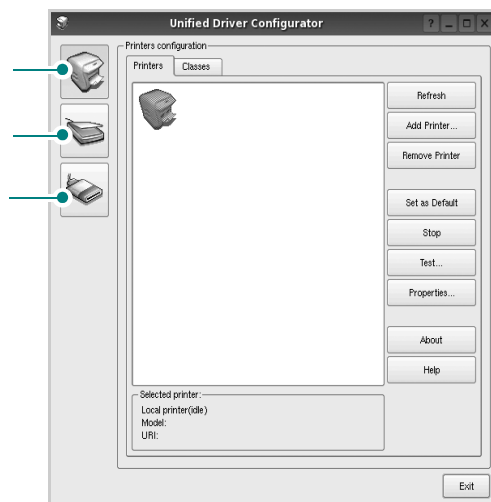 Unified Driver Configurator
?
Printers configuration
Printers
Classes
Refresh
Add Printer...
Remove Printer
Set as Default
Stop
Test...
Properties...
About
Help
Selected printer:
Local printer(idle)
Model:
URI:
Exit